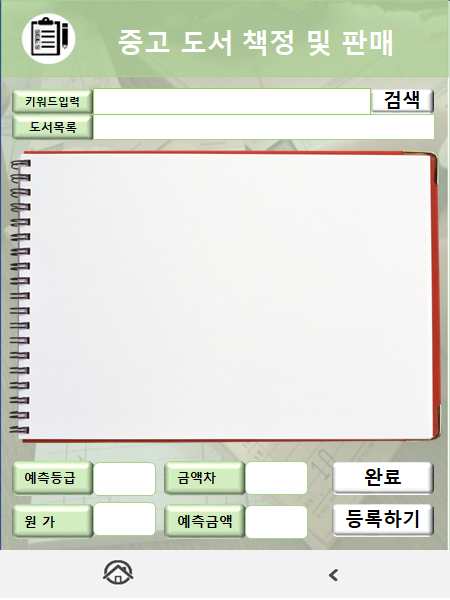 중고 도서 책정 및 판매
키워드입력 검색
도서목록
예측등급 금액차 완료
원 가 예측금액 등록하기